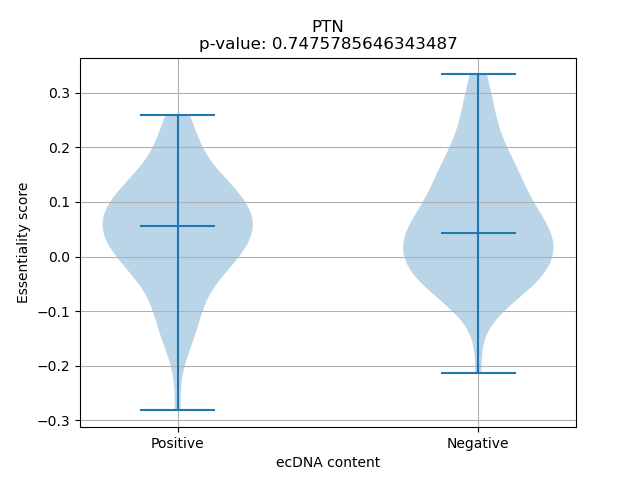 PTN
p-value: 0.7475785646343487
Essentiality score
0.3
0.2
0.1
0.0
−0.1
−0.2
−0.3
Positive
Negative
ecDNA content